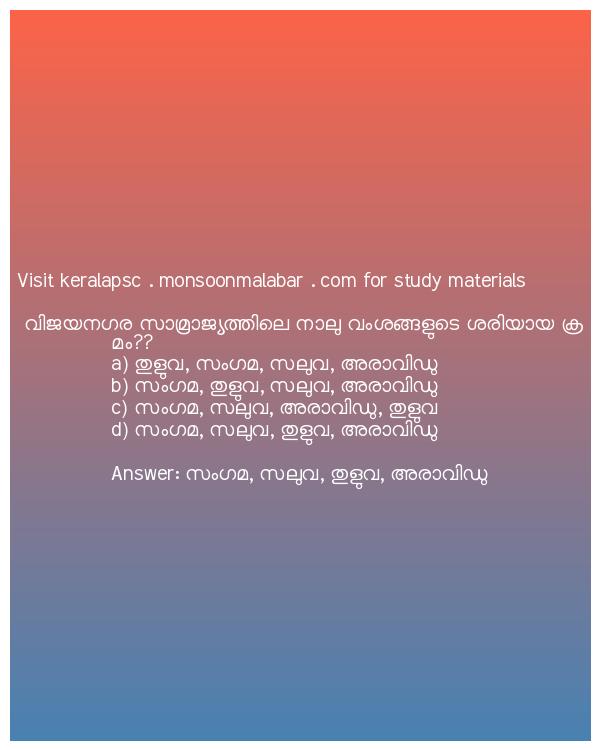 Visit keralapsc . monsoonmalabar . com for study materials
വിജയനഗര സാമ്രാജ്യത്തിലെ നാലു വംശങ്ങളുടെ ശരിയായ ക്ര
മം??
a) തുളുവ, സംഗമ, സലുവ, അരാവിഡു
b) സംഗമ, തുളുവ, സലുവ, അരാവിഡു
c) സംഗമ, സലുവ, അരാവിഡു, തുളുവ
d) സംഗമ, സലുവ, തുളുവ, അരാവിഡു
Answer: സംഗമ, സലുവ, തുളുവ, അരാവിഡു